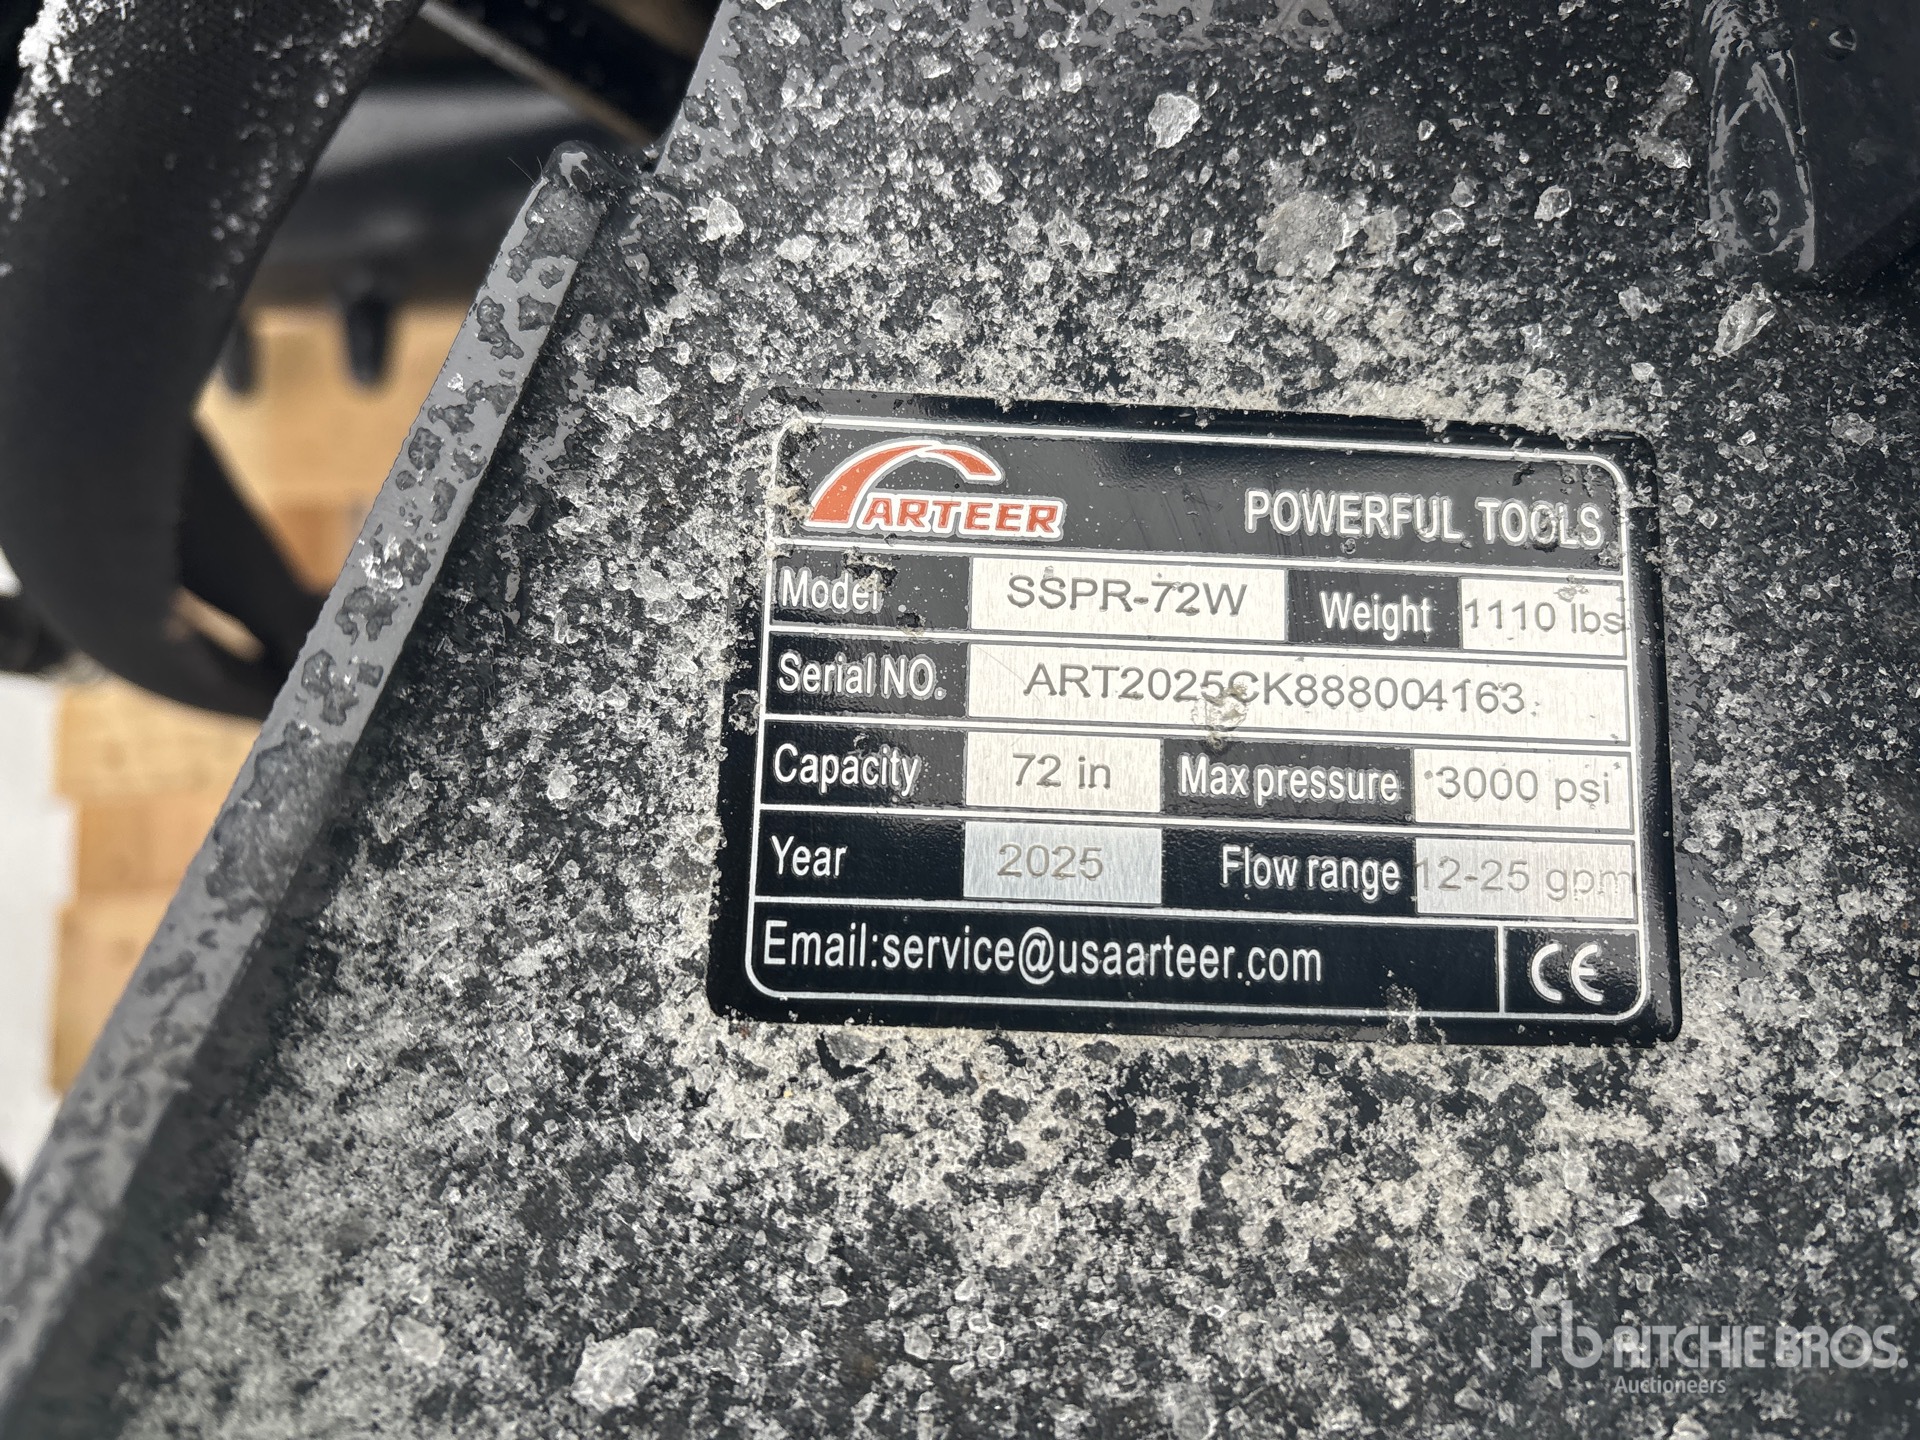 ARTEER POWERFUL TOOLS
Model SSPR-72W Weight 1110 lbs
Serial NO. ART2025CK888004163
Capacity 72 in Max pressure 3000 psi
Year 2025 Flow range 12-25 gpm
Email:service@usaarteer.com CE
rb RITCHIE BROS.
Auctioneers